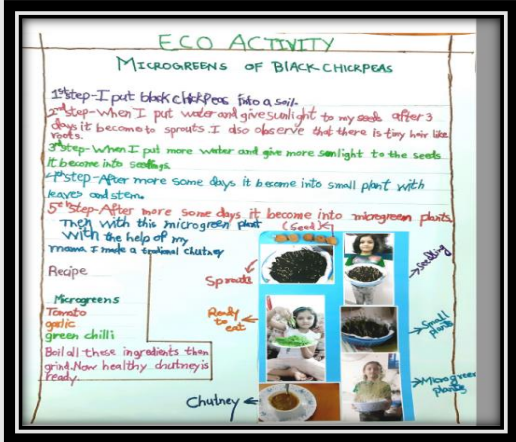 ECO ACTIVITY
MICROGREENS OF BLACK CHICKPEAS
1st step-I put black chickpeas into a soil.
2nd step-When I put water and give sunlight to my seeds after 3
days it become to sprouts. I also observe that there is tiny hair like
roots.
3rd step-When I put more water and give more sunlight to the seeds
it become into seedlings.
4th step-After more some days it become into small plant with
leaves and stem.
5th step-After more some days it become into microgreen plants.
Then with this microgreen plant
with the help of my
mama I made a traditional chutney
(Seed)
Recipe
Sprouts
Seedling
Microgreens
Tomato
garlic
green chilli
Ready
to
eat
Small
plants
Boil all these ingredients then
grind. Now healthy chutney is
ready.
Microgreen
plants
Chutney